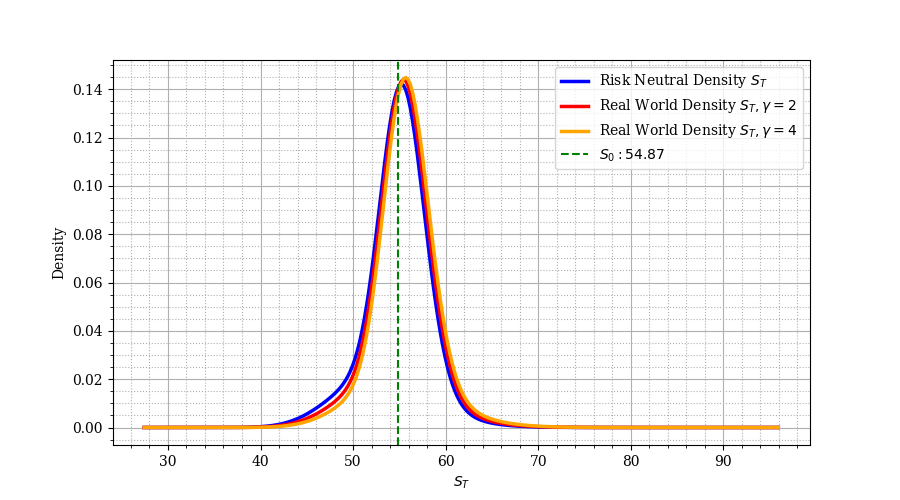 Risk Neutral Density S_T
Real World Density S_T, γ = 2
Real World Density S_T, γ = 4
S_0 : 54.87
0.14
0.12
0.10
0.08
0.06
0.04
0.02
0.00
Density
30 40 50 60 70 80 90
S_T